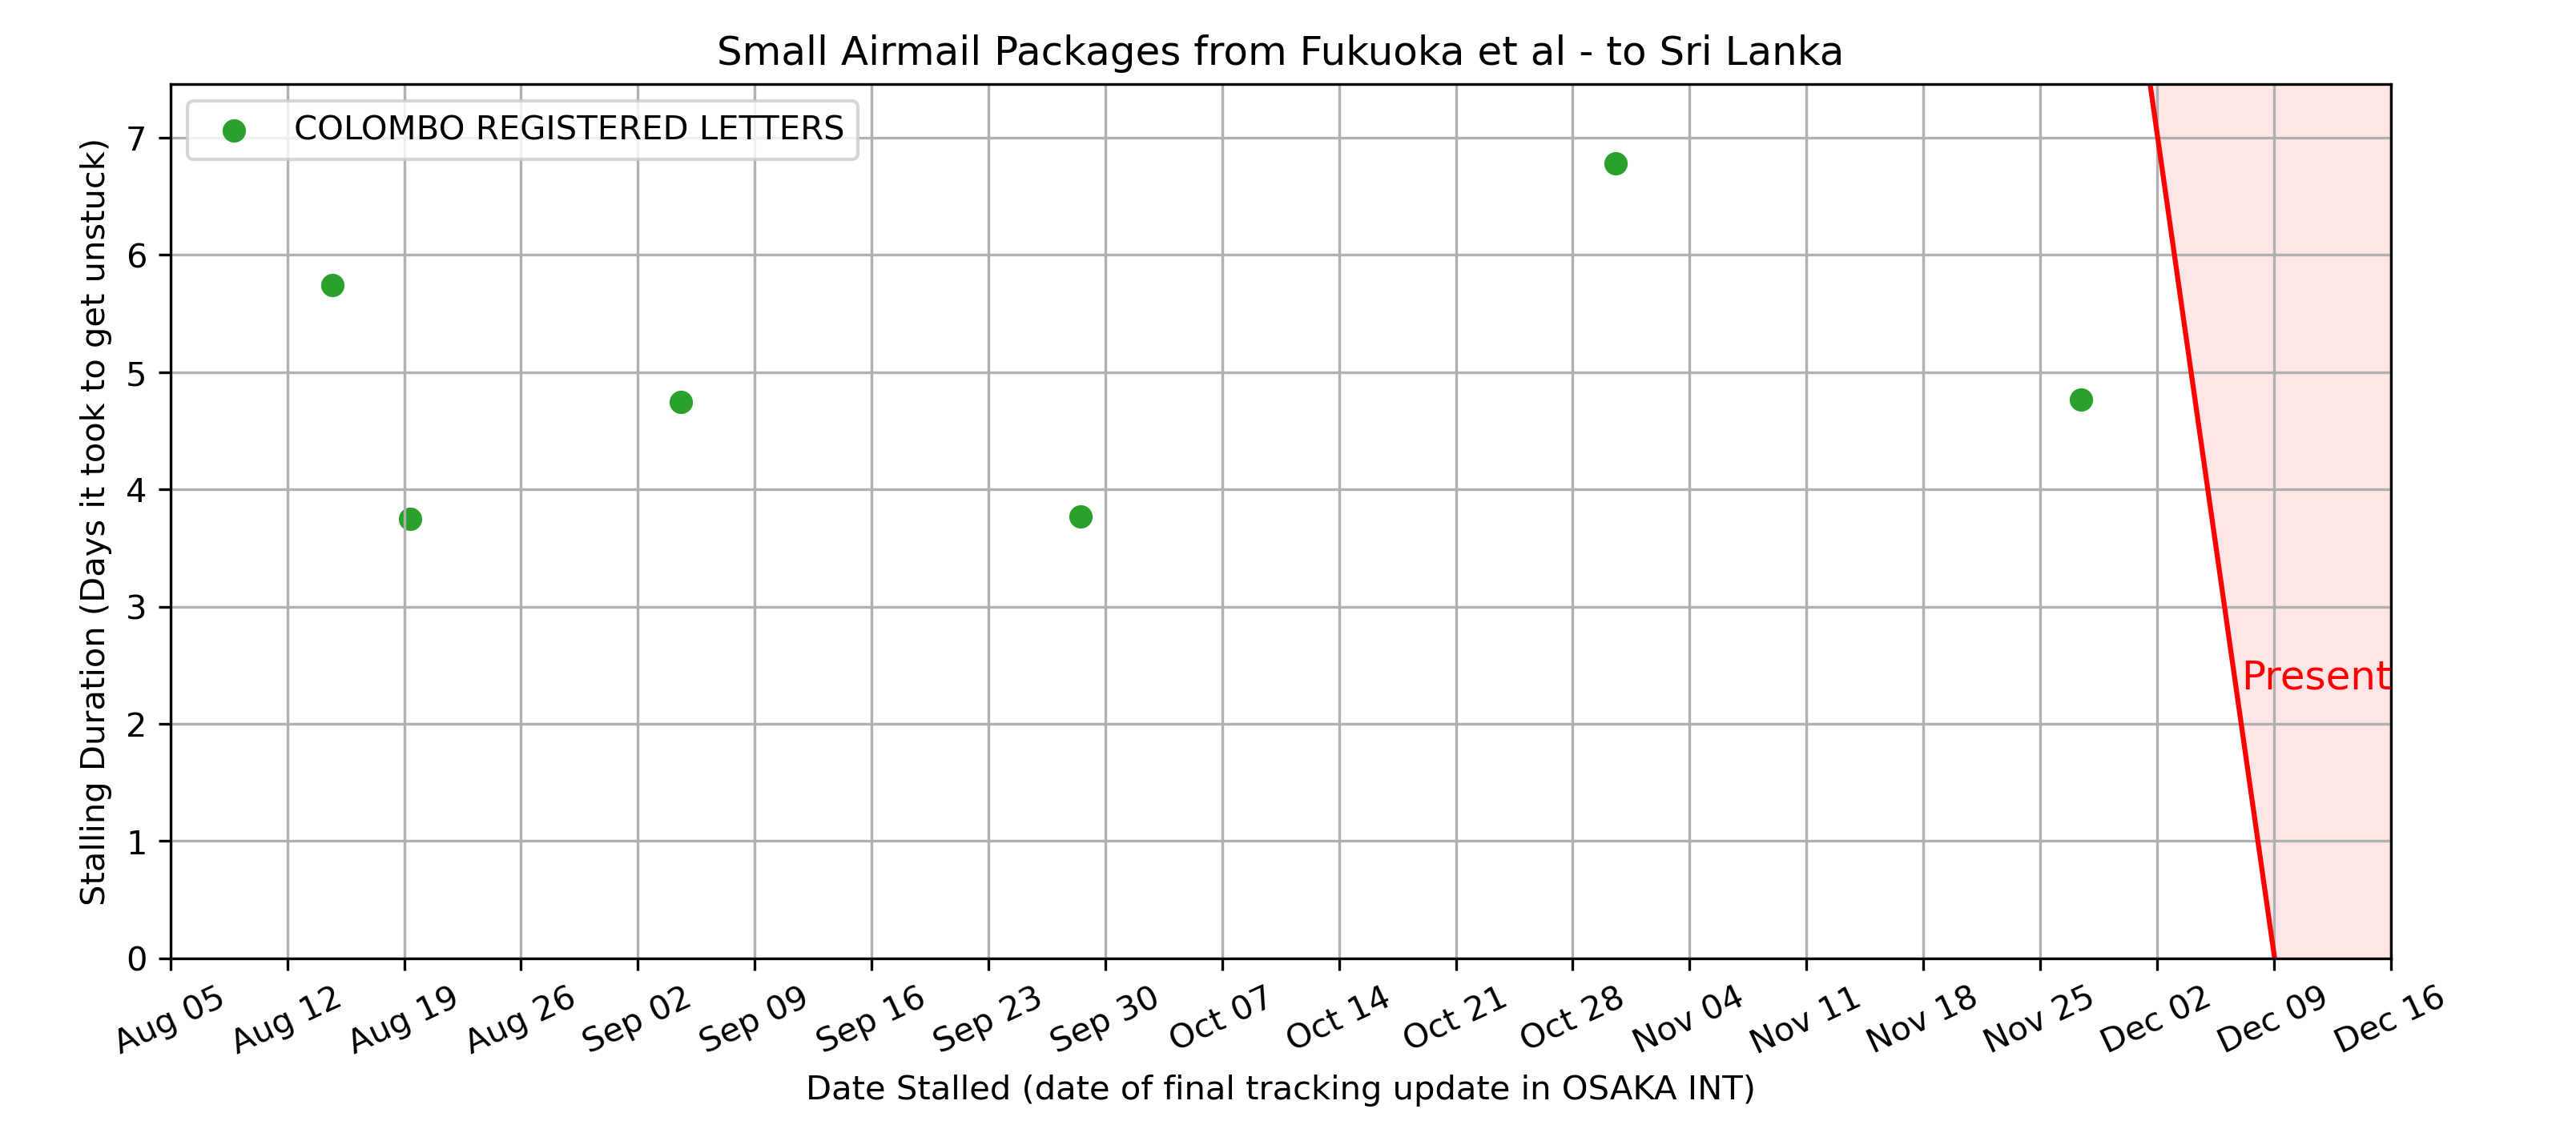 Small Airmail Packages from Fukuoka et al - to Sri Lanka
COLOMBO REGISTERED LETTERS
Stalling Duration (Days it took to get unstuck)
7
6
5
4
3
2
1
0
Present
Aug 05
Aug 12
Aug 19
Aug 26
Sep 02
Sep 09
Sep 16
Sep 23
Sep 30
Oct 07
Oct 14
Oct 21
Oct 28
Nov 04
Nov 11
Nov 18
Nov 25
Dec 02
Dec 09
Dec 16
Date Stalled (date of final tracking update in OSAKA INT)